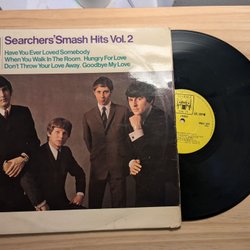 Searchers' Smash Hits Vol. 2
Have You Ever Loved Somebody
When You Walk In The Room. Hungry For Love
Don't Throw Your Love Away. Goodbye My Love